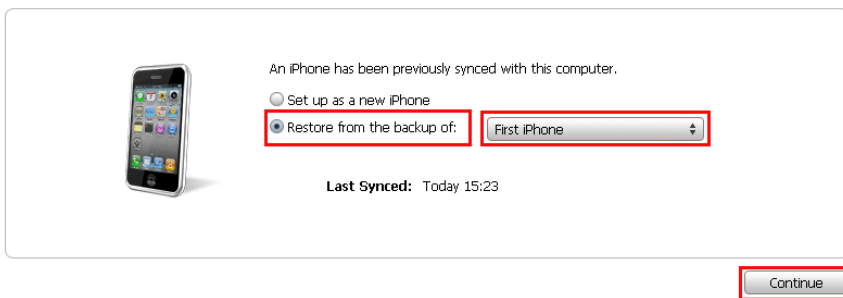 An iPhone has been previously synced with this computer.
Set up as a new iPhone
Restore from the backup of: First iPhone
Last Synced: Today 15:23
Continue